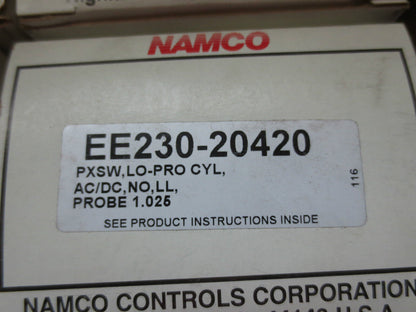 NAMCO
EE230-20420
PXSW,LO-PRO CYL,
AC/DC,NO,LL,
PROBE 1.025
116
SEE PRODUCT INSTRUCTIONS INSIDE
NAMCO CONTROLS CORPORATION
U.S.A.